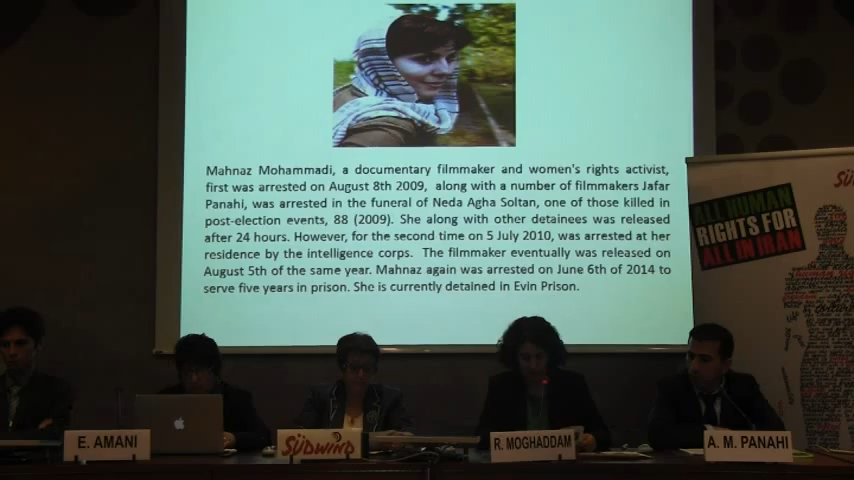 Mahnaz Mohammadi, a documentary filmmaker and women's rights activist,
first was arrested on August 8th 2009, along with a number of filmmakers Jafar
Panahi, was arrested in the funeral of Neda Agha Soltan, one of those killed in
post-election events, 88 (2009). She along with other detainees was released
after 24 hours. However, for the second time on 5 July 2010, was arrested at her
residence by the intelligence corps. The filmmaker eventually was released on
August 5th of the same year. Mahnaz again was arrested on June 6th of 2014 to
serve five years in prison. She is currently detained in Evin Prison.
ALL HUMAN
RIGHTS FOR
ALL IN IRAN
E. AMANI
SÜDWIND
R. MOGHADDAM
A. M. PANAHI